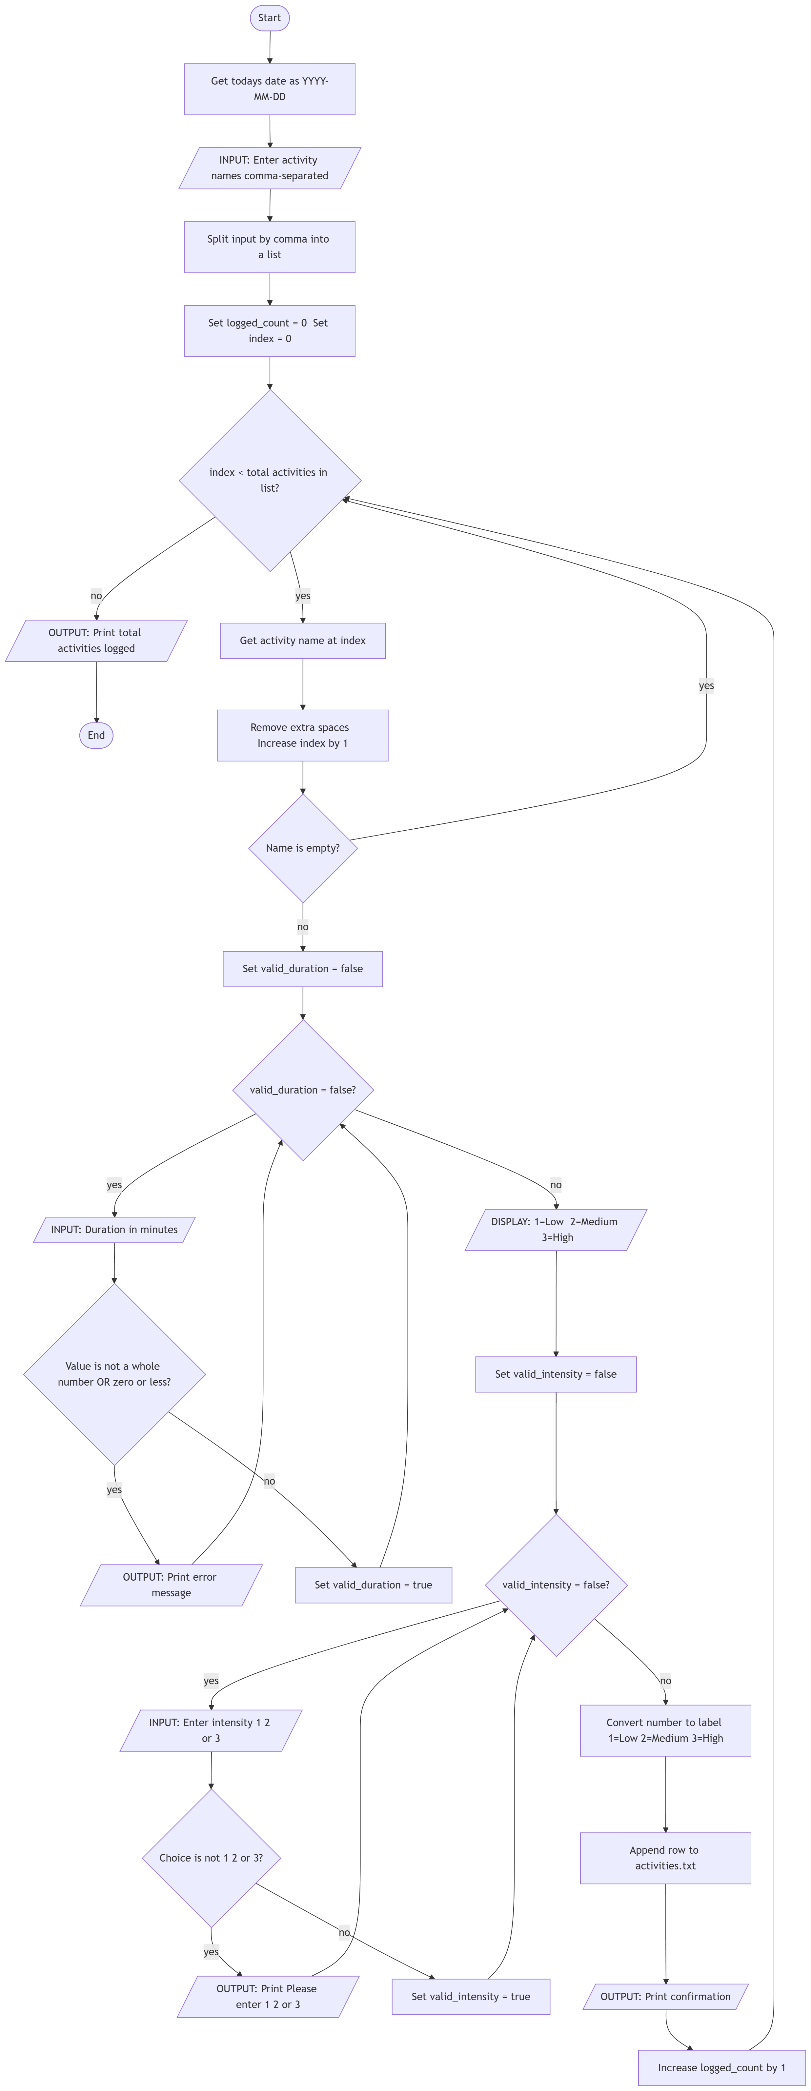 Start
Get todays date as YYYY-
MM-DD
INPUT: Enter activity
names comma-separated
Split input by comma into
a list
Set logged_count = 0 Set
index = 0
index < total activities in
list?
no
yes
OUTPUT: Print total
activities logged
Get activity name at index
End
Remove extra spaces
Increase index by 1
yes
Name is empty?
no
Set valid_duration = false
valid_duration = false?
yes
no
INPUT: Duration in minutes
DISPLAY: 1=Low 2=Medium
3=High
Value is not a whole
number OR zero or less?
Set valid_intensity = false
yes
no
OUTPUT: Print error
message
Set valid_duration = true
valid_intensity = false?
yes
no
INPUT: Enter intensity 1 2
or 3
Convert number to label
1=Low 2=Medium 3=High
Choice is not 1 2 or 3?
Append row to
activities.txt
no
yes
OUTPUT: Print Please
enter 1 2 or 3
Set valid_intensity = true
OUTPUT: Print confirmation
Increase logged_count by 1